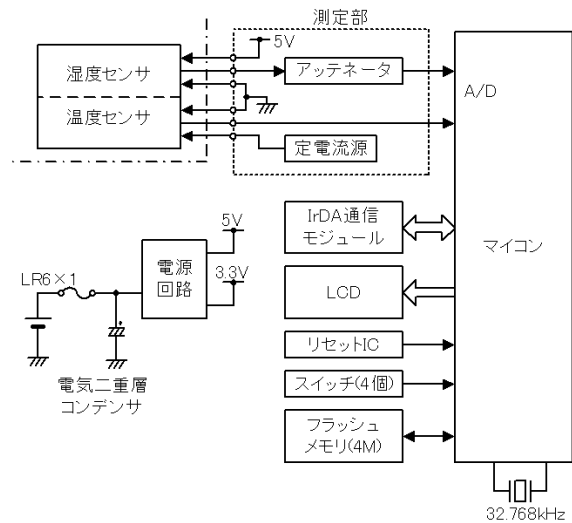 測定部
5V
湿度センサ
アッテネータ
A/D
温度センサ
定電流源
IrDA通信
モジュール
マイコン
5V
電源
回路
3.3V
LR6×1
LCD
リセットIC
電気二重層
コンデンサ
スイッチ(4個)
フラッシュ
メモリ(4M)
32.768kHz